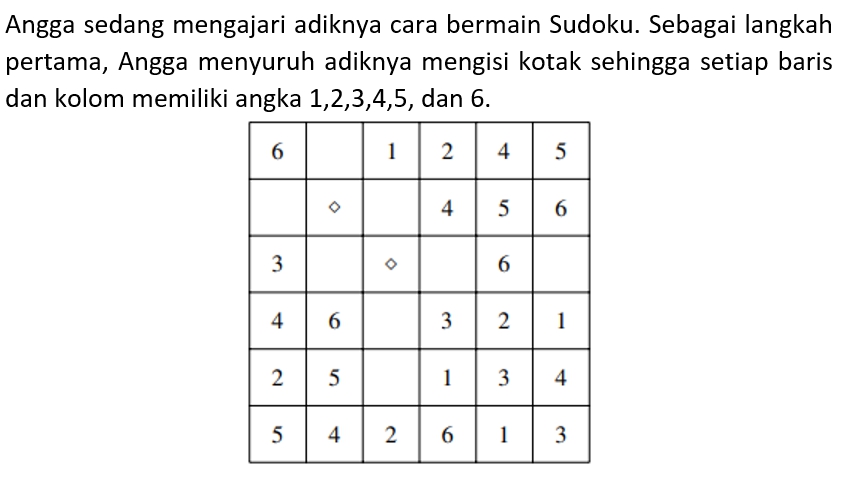 Angga sedang mengajari adiknya cara bermain Sudoku. Sebagai langkah
pertama, Angga menyuruh adiknya mengisi kotak sehingga setiap baris
dan kolom memiliki angka 1,2,3,4,5, dan 6.
6 1 2 4 5
◇ 4 5 6
3 ◇ 6
4 6 3 2 1
2 5 1 3 4
5 4 2 6 1 3